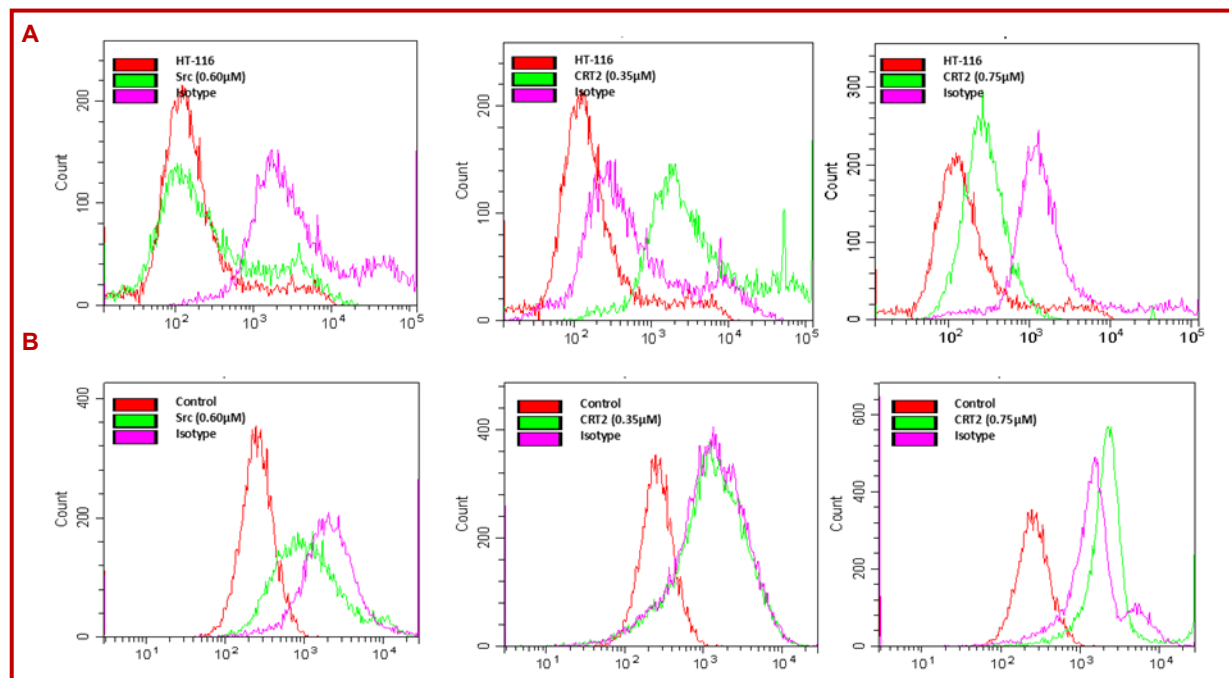 A
HT-116
Src (0.60µM)
Isotype
Count
200
100
0
10² 10³ 10⁴ 10⁵
HT-116
CRT2 (0.35µM)
Isotype
Count
200
100
0
10² 10³ 10⁴ 10⁵
HT-116
CRT2 (0.75µM)
Isotype
Count
300
200
100
0
10² 10³ 10⁴ 10⁵
B
Control
Src (0.60µM)
Isotype
Count
400
200
0
10¹ 10² 10³ 10⁴
Control
CRT2 (0.35µM)
Isotype
Count
400
200
0
10¹ 10² 10³ 10⁴
Control
CRT2 (0.75µM)
Isotype
Count
600
400
200
0
10¹ 10² 10³ 10⁴